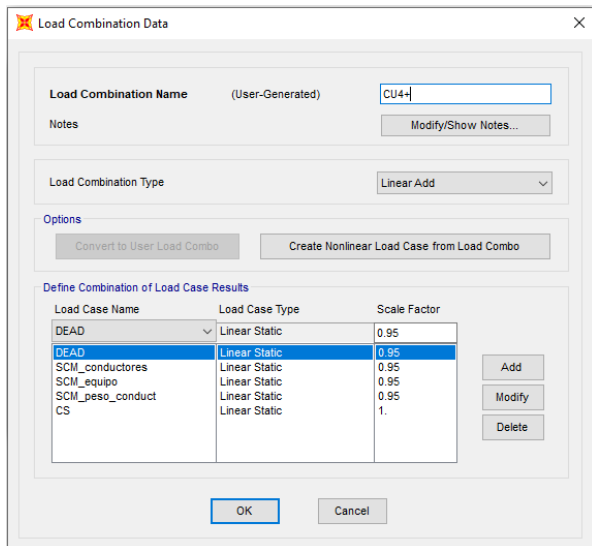 Load Combination Data
Load Combination Name (User-Generated) CU4+
Notes Modify/Show Notes...
Load Combination Type Linear Add
Options
Convert to User Load Combo Create Nonlinear Load Case from Load Combo
Define Combination of Load Case Results
Load Case Name Load Case Type Scale Factor
DEAD Linear Static 0.95
DEAD Linear Static 0.95
SCM_conductores Linear Static 0.95
SCM_equipo Linear Static 0.95
SCM_peso_conduct Linear Static 0.95
CS Linear Static 1.
Add
Modify
Delete
OK Cancel